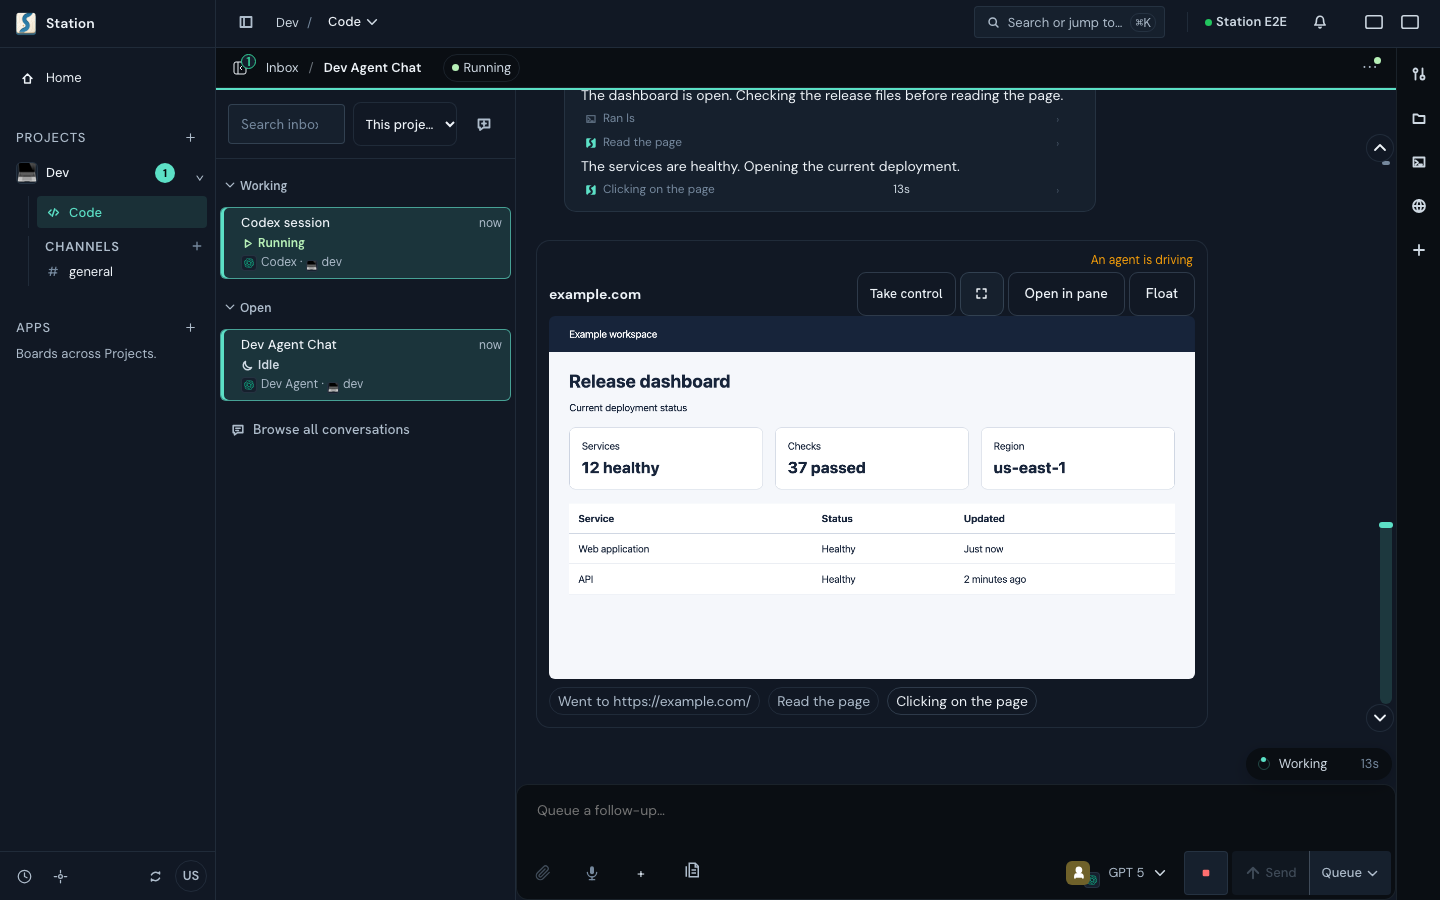 Station
Dev / Code
Search or jump to... ⌘K
Station E2E
1
Inbox / Dev Agent Chat
Running
Home
PROJECTS
Dev
1
Code
CHANNELS
# general
APPS
Boards across Projects.
US
This proje...
Working
Codex session now
Running
Codex · dev
Open
Dev Agent Chat now
Idle
Dev Agent · dev
Browse all conversations
The dashboard is open. Checking the release files before reading the page.
Ran ls
Read the page
The services are healthy. Opening the current deployment.
Clicking on the page 13s
An agent is driving
example.com
Take control
Open in pane
Float
Example workspace
Release dashboard
Current deployment status
Services
12 healthy
Checks
37 passed
Region
us-east-1
Service Status Updated
Web application Healthy Just now
API Healthy 2 minutes ago
Went to https://example.com/
Read the page
Clicking on the page
Working 13s
Queue a follow-up...
GPT 5
Send
Queue